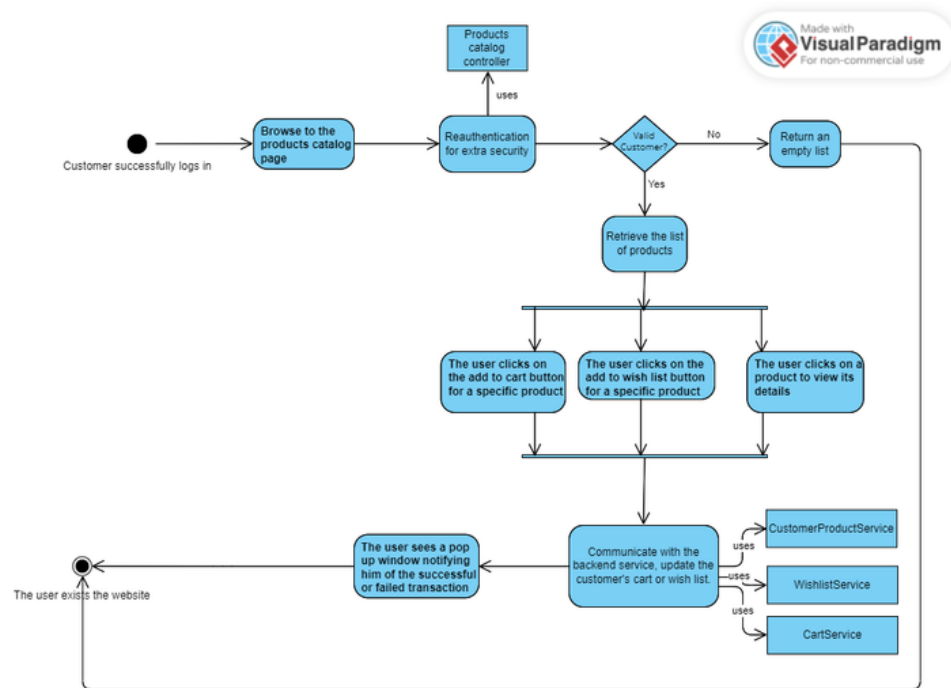 Made with
Visual Paradigm
For non-commercial use
Products
catalog
controller
uses
Browse to the
products catalog
page
Reauthentication
for extra security
Valid
Customer?
No
Return an
empty list
Customer successfully logs in
Yes
Retrieve the list
of products
The user clicks on
the add to cart button
for a specific product
The user clicks on the
add to wish list button
for a specific product
The user clicks on a
product to view its
details
Communicate with the
backend service, update the
customer's cart or wish list.
uses
CustomerProductService
uses
WishlistService
uses
CartService
The user sees a pop
up window notifying
him of the successful
or failed transaction
The user exists the website